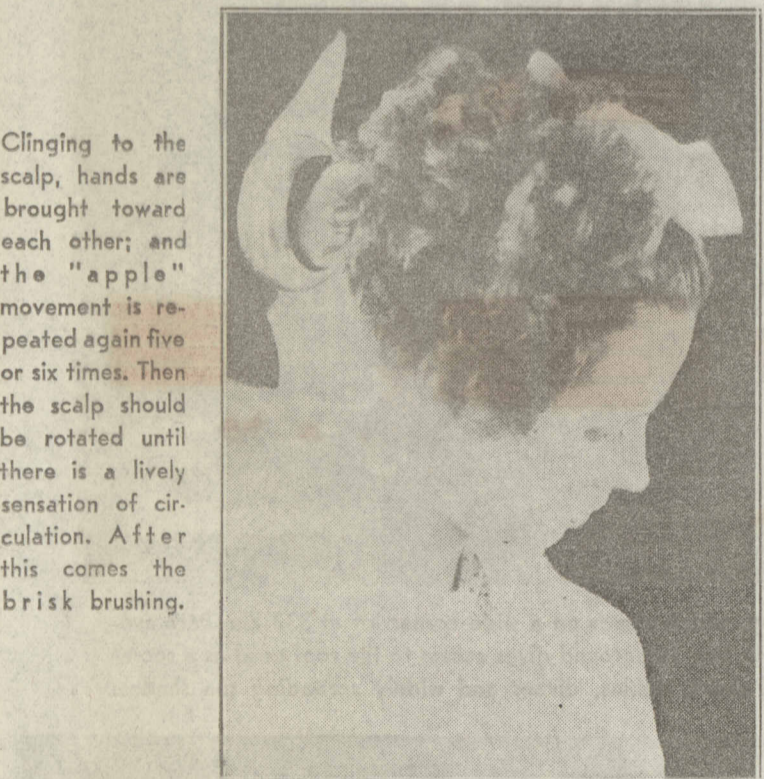 Clinging to the
scalp, hands are
brought toward
each other; and
the "apple"
movement is re-
peated again five
or six times. Then
the scalp should
be rotated until
there is a lively
sensation of cir-
culation. After
this comes the
brisk brushing.